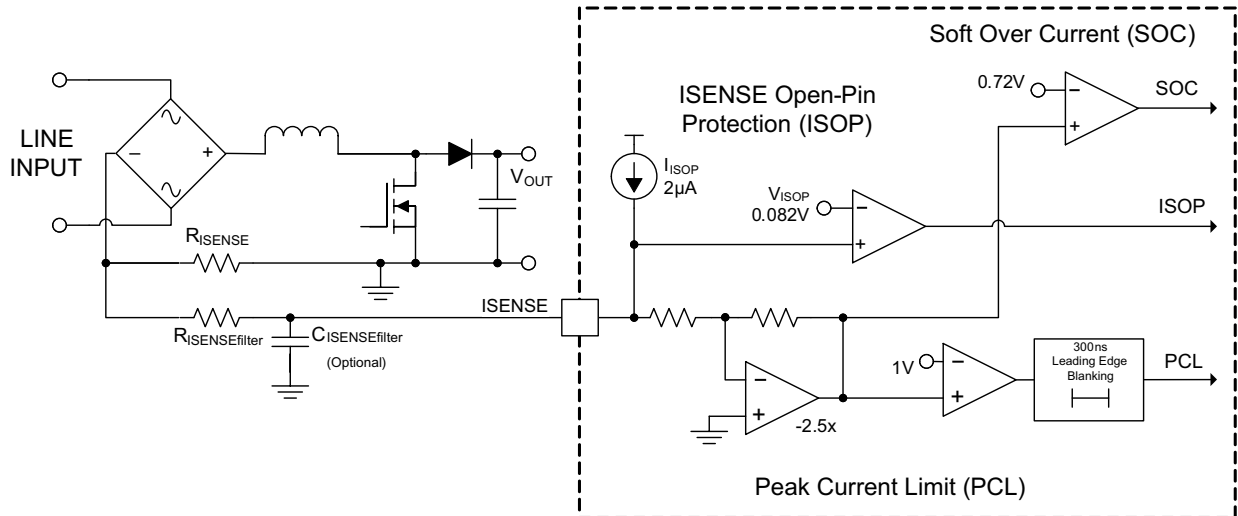 Soft Over Current (SOC)
0.72V
SOC
ISENSE Open-Pin
Protection (ISOP)
LINE
INPUT
V_OUT
I_ISOP
2µA
V_ISOP
0.082V
ISOP
R_ISENSE
ISENSE
R_ISENSEfilter
C_ISENSEfilter
(Optional)
-2.5x
1V
300ns
Leading Edge
Blanking
PCL
Peak Current Limit (PCL)